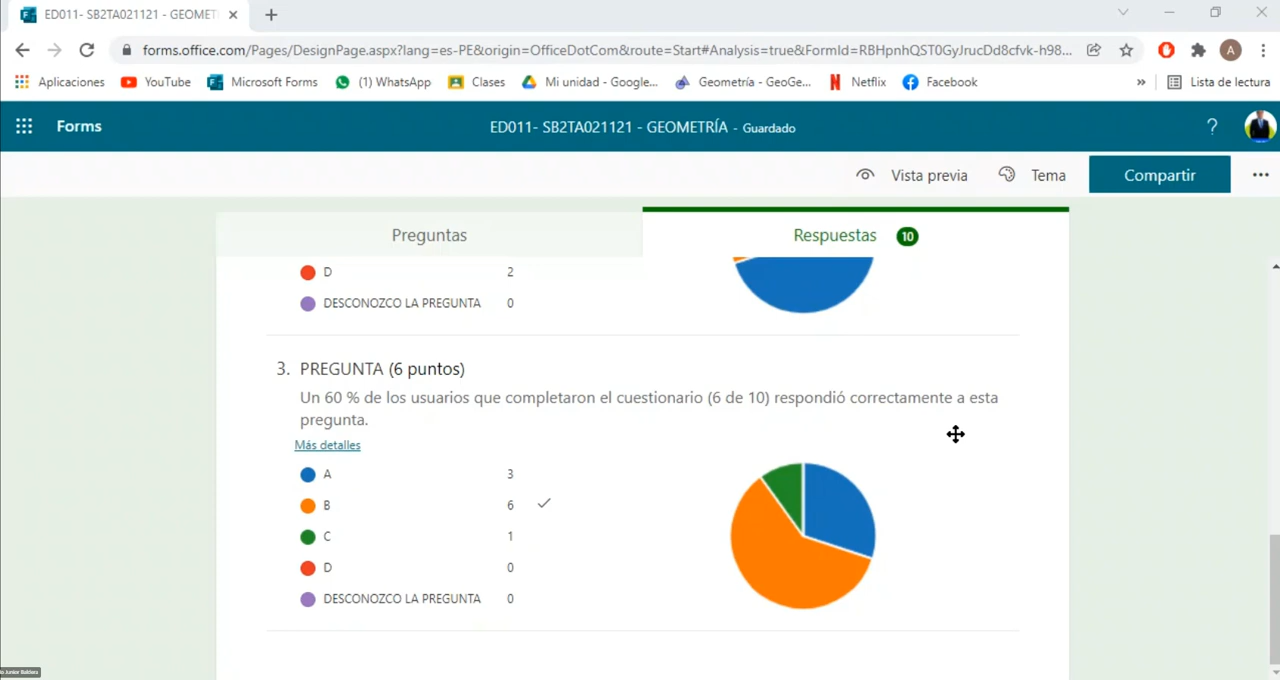 ED011- SB2TA021121 - GEOMET
forms.office.com/Pages/DesignPage.aspx?lang=es-PE&origin=OfficeDotCom&route=Start#Analysis=true&FormId=RBHpnhQST0GyJrucDd8cfvk-h98...
A
Aplicaciones YouTube Microsoft Forms (1) WhatsApp Clases Mi unidad - Google... Geometría - GeoGe... Netflix Facebook » Lista de lectura
Forms ED011- SB2TA021121 - GEOMETRÍA - Guardado ?
Vista previa Tema Compartir ...
Preguntas Respuestas 10
D 2
DESCONOZCO LA PREGUNTA 0
3. PREGUNTA (6 puntos)
Un 60 % de los usuarios que completaron el cuestionario (6 de 10) respondió correctamente a esta
pregunta.
Más detalles
A 3
B 6
C 1
D 0
DESCONOZCO LA PREGUNTA 0